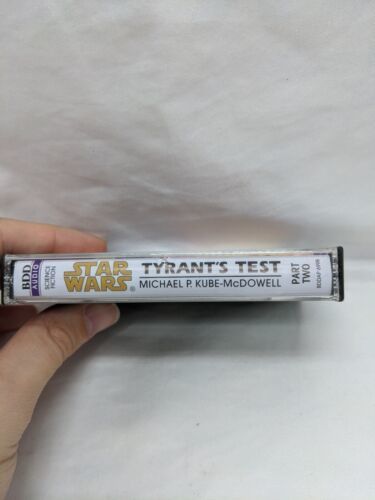 BDD
AUDIO
SCIENCE
FICTION
STAR
WARS®
TYRANT'S TEST
MICHAEL P. KUBE-McDOWELL
PART
TWO